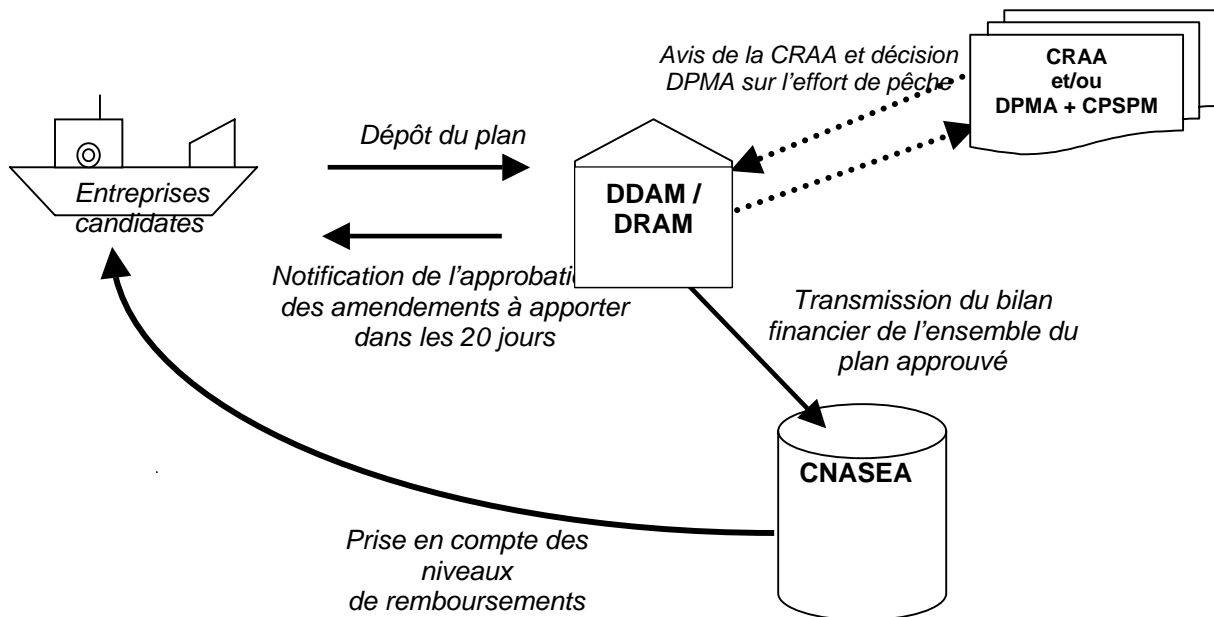 Avis de la CRAA et décision
DPMA sur l'effort de pêche
CRAA
et/ou
DPMA + CPSPM
Dépôt du plan
Entreprises
candidates
DDAM /
DRAM
Notification de l'approbatio
des amendements à apporter
dans les 20 jours
Transmission du bilan
financier de l'ensemble du
plan approuvé
CNASEA
Prise en compte des
niveaux
de remboursements